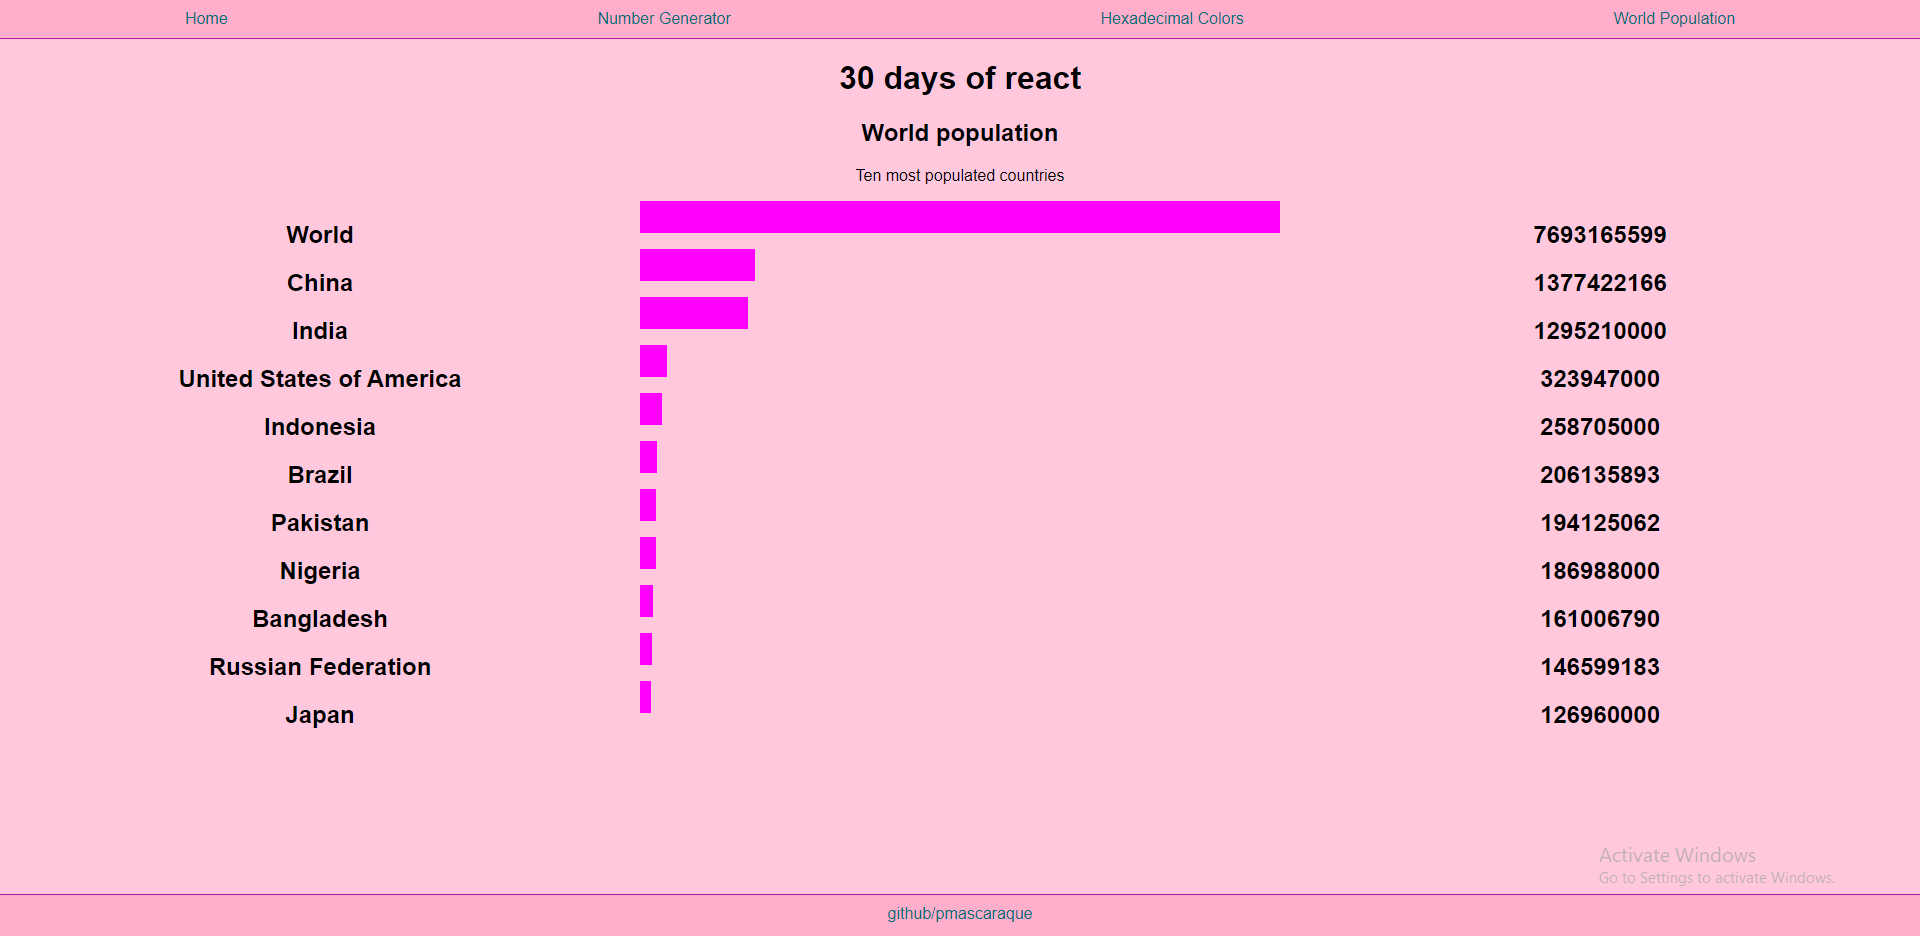 Home Number Generator Hexadecimal Colors World Population
30 days of react
World population
Ten most populated countries
World 7693165599
China 1377422166
India 1295210000
United States of America 323947000
Indonesia 258705000
Brazil 206135893
Pakistan 194125062
Nigeria 186988000
Bangladesh 161006790
Russian Federation 146599183
Japan 126960000
Activate Windows
Go to Settings to activate Windows.
github/pmascaraque